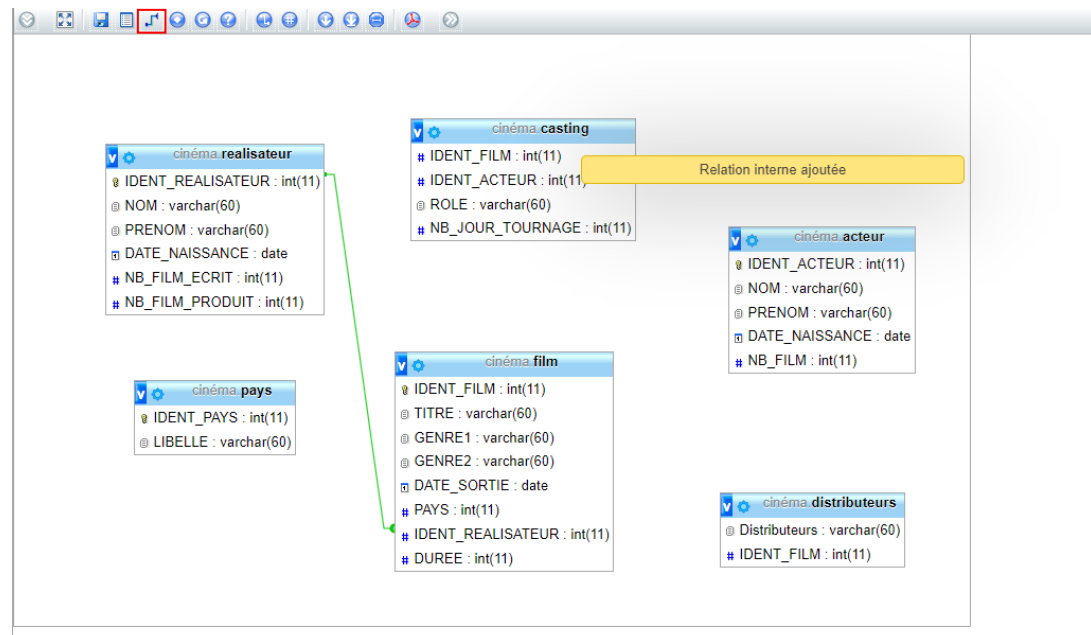 cinéma.casting
# IDENT_FILM : int(11)
# IDENT_ACTEUR : int(11)
ROLE : varchar(60)
# NB_JOUR_TOURNAGE : int(11)
Relation interne ajoutée
v cinéma.realisateur
IDENT_REALISATEUR : int(11)
NOM : varchar(60)
PRENOM : varchar(60)
DATE_NAISSANCE : date
# NB_FILM_ECRIT : int(11)
# NB_FILM_PRODUIT : int(11)
v cinéma.acteur
IDENT_ACTEUR : int(11)
NOM : varchar(60)
PRENOM : varchar(60)
DATE_NAISSANCE : date
# NB_FILM : int(11)
v cinéma.film
IDENT_FILM : int(11)
TITRE : varchar(60)
GENRE1 : varchar(60)
GENRE2 : varchar(60)
DATE_SORTIE : date
# PAYS : int(11)
# IDENT_REALISATEUR : int(11)
# DUREE : int(11)
v cinéma.pays
IDENT_PAYS : int(11)
LIBELLE : varchar(60)
v cinéma.distributeurs
Distributeurs : varchar(60)
# IDENT_FILM : int(11)